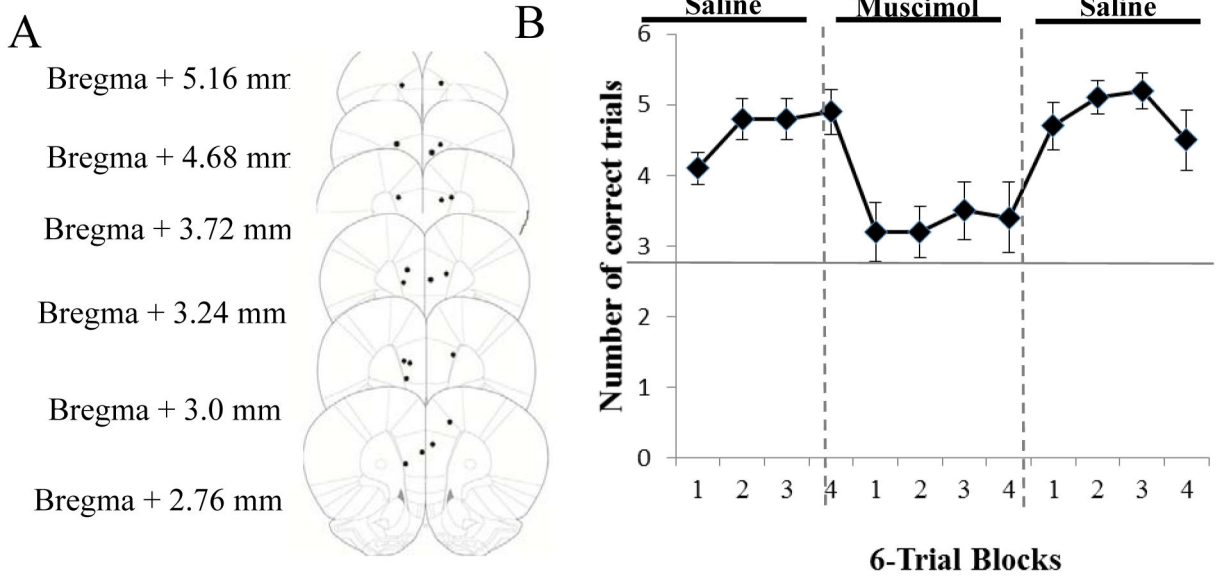 A
Bregma + 5.16 mm
Bregma + 4.68 mm
Bregma + 3.72 mm
Bregma + 3.24 mm
Bregma + 3.0 mm
Bregma + 2.76 mm
B
Saline Muscimol Saline
Number of correct trials
6
5
4
3
2
1
0
1 2 3 4 1 2 3 4 1 2 3 4
6-Trial Blocks